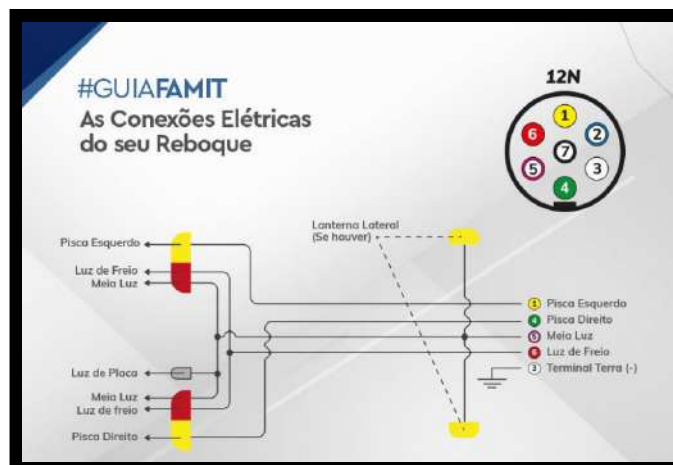 #GUIAFAMIT
As Conexões Elétricas
do seu Reboque
12N
1
6
2
7
5
3
4
Lanterna Lateral
(Se houver)
Pisca Esquerdo
Luz de Freio
Meia Luz
Luz de Placa
Meia Luz
Luz de freio
Pisca Direito
1 Pisca Esquerdo
4 Pisca Direito
5 Meia Luz
6 Luz de Freio
3 Terminal Terra (-)